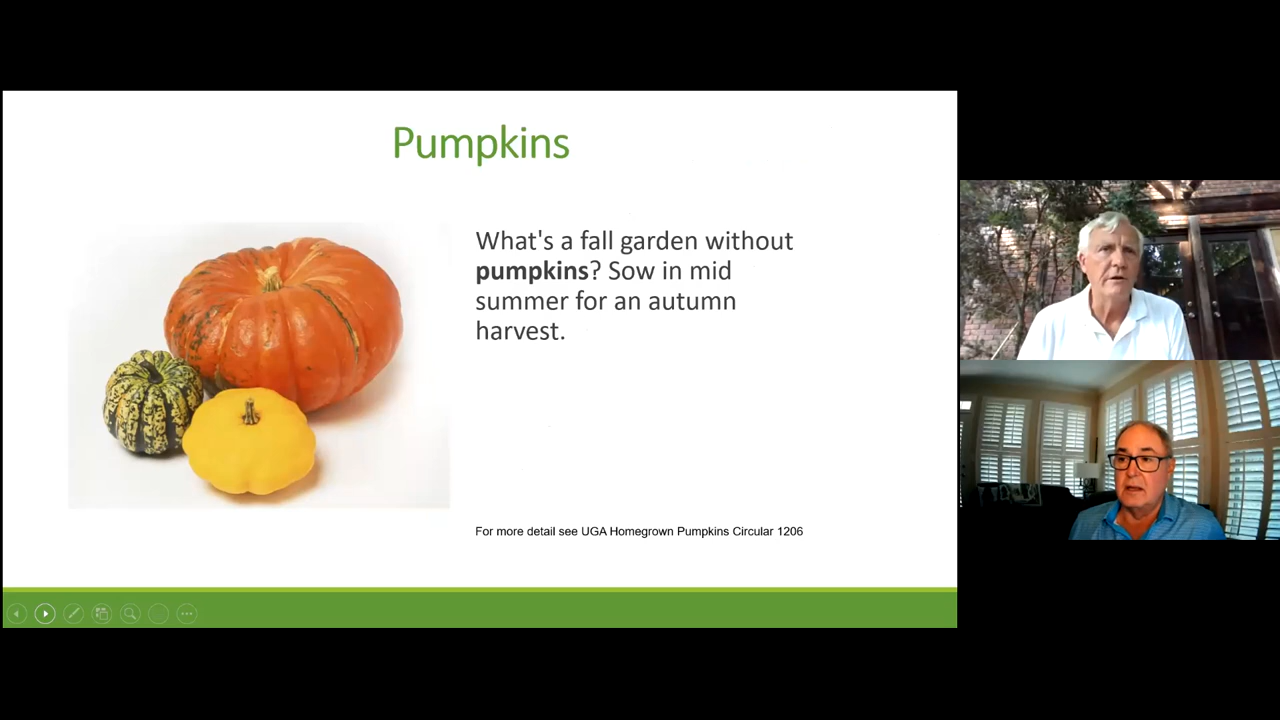 Pumpkins
What's a fall garden without
pumpkins? Sow in mid
summer for an autumn
harvest.
For more detail see UGA Homegrown Pumpkins Circular 1206